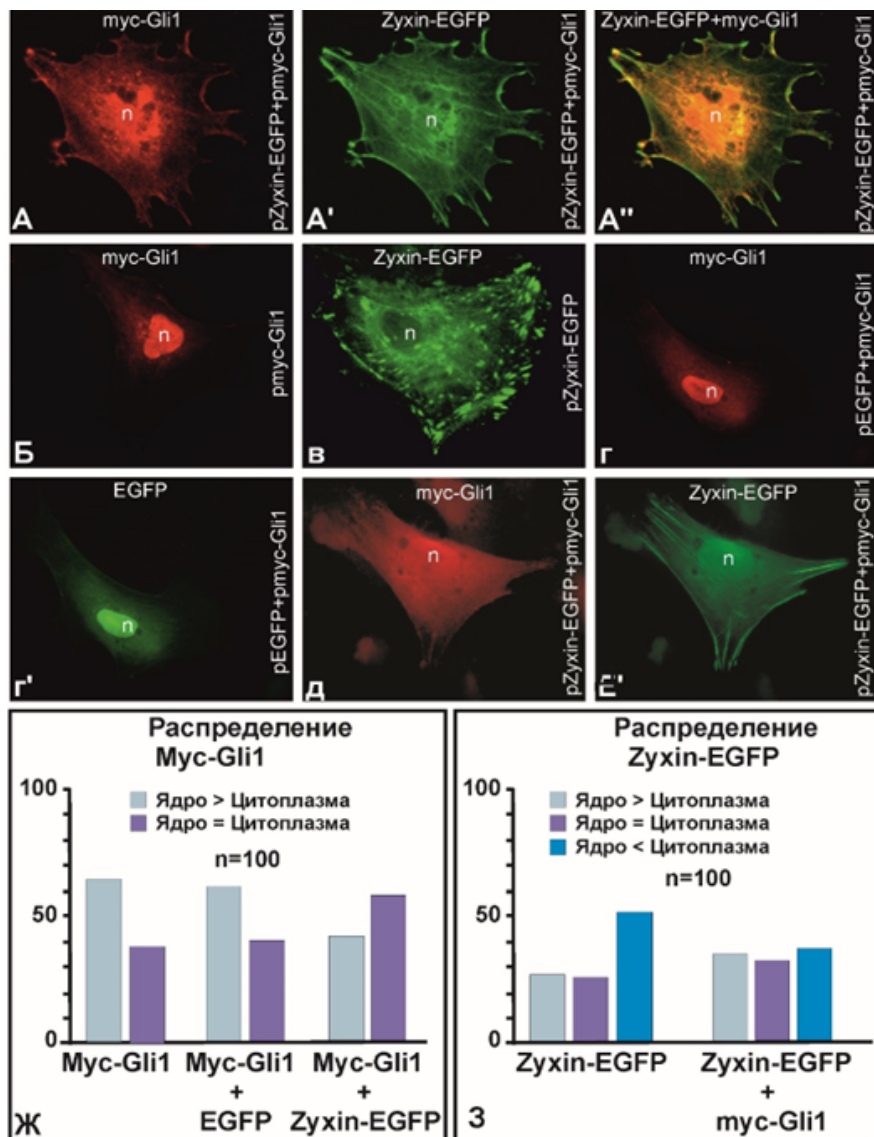 myc-Gli1
pZyxin-EGFP+pmyc-Gli1
n
А
Zyxin-EGFP
pZyxin-EGFP+pmyc-Gli1
n
А'
Zyxin-EGFP+myc-Gli1
pZyxin-EGFP+pmyc-Gli1
n
А"
myc-Gli1
pmyc-Gli1
n
Б
Zyxin-EGFP
pZyxin-EGFP
n
В
myc-Gli1
pEGFP+pmyc-Gli1
n
Г
EGFP
pEGFP+pmyc-Gli1
n
Г'
myc-Gli1
pZyxin-EGFP+pmyc-Gli1
n
Д
Zyxin-EGFP
pZyxin-EGFP+pmyc-Gli1
n
Е'
Распределение
Myc-Gli1
100
Ядро > Цитоплазма
Ядро = Цитоплазма
n=100
50
0
Myc-Gli1
Myc-Gli1
+
EGFP
Myc-Gli1
+
Zyxin-EGFP
Ж
Распределение
Zyxin-EGFP
100
Ядро > Цитоплазма
Ядро = Цитоплазма
Ядро < Цитоплазма
n=100
50
0
Zyxin-EGFP
Zyxin-EGFP
+
myc-Gli1
З